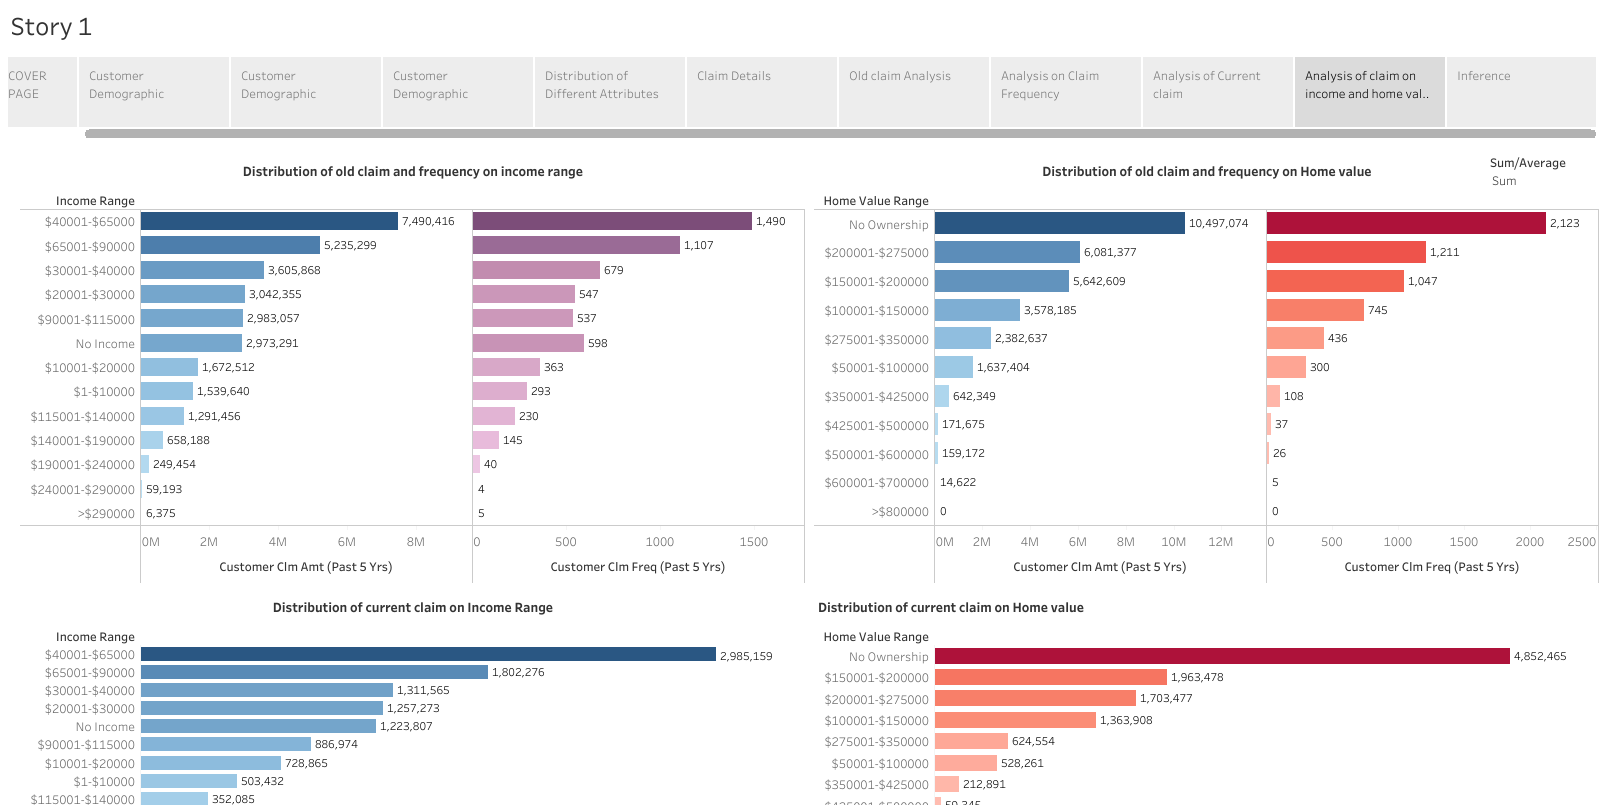 Story 1
COVER
PAGE
Customer
Demographic
Customer
Demographic
Customer
Demographic
Distribution of
Different Attributes
Claim Details
Old claim Analysis
Analysis on Claim
Frequency
Analysis of Current
claim
Analysis of claim on
income and home val..
Inference
Distribution of old claim and frequency on income range
Income Range
$40001-$65000 7,490,416 1,490
$65001-$90000 5,235,299 1,107
$30001-$40000 3,605,868 679
$20001-$30000 3,042,355 547
$90001-$115000 2,983,057 537
No Income 2,973,291 598
$10001-$20000 1,672,512 363
$1-$10000 1,539,640 293
$115001-$140000 1,291,456 230
$140001-$190000 658,188 145
$190001-$240000 249,454 40
$240001-$290000 59,193 4
>$290000 6,375 5
0M 2M 4M 6M 8M 0 500 1000 1500
Customer Clm Amt (Past 5 Yrs) Customer Clm Freq (Past 5 Yrs)
Distribution of old claim and frequency on Home value
Sum/Average
Sum
Home Value Range
No Ownership 10,497,074 2,123
$200001-$275000 6,081,377 1,211
$150001-$200000 5,642,609 1,047
$100001-$150000 3,578,185 745
$275001-$350000 2,382,637 436
$50001-$100000 1,637,404 300
$350001-$425000 642,349 108
$425001-$500000 171,675 37
$500001-$600000 159,172 26
$600001-$700000 14,622 5
>$800000 0 0
0M 2M 4M 6M 8M 10M 12M 0 500 1000 1500 2000 2500
Customer Clm Amt (Past 5 Yrs) Customer Clm Freq (Past 5 Yrs)
Distribution of current claim on Income Range
Income Range
$40001-$65000 2,985,159
$65001-$90000 1,802,276
$30001-$40000 1,311,565
$20001-$30000 1,257,273
No Income 1,223,807
$90001-$115000 886,974
$10001-$20000 728,865
$1-$10000 503,432
$115001-$140000 352,085
Distribution of current claim on Home value
Home Value Range
No Ownership 4,852,465
$150001-$200000 1,963,478
$200001-$275000 1,703,477
$100001-$150000 1,363,908
$275001-$350000 624,554
$50001-$100000 528,261
$350001-$425000 212,891